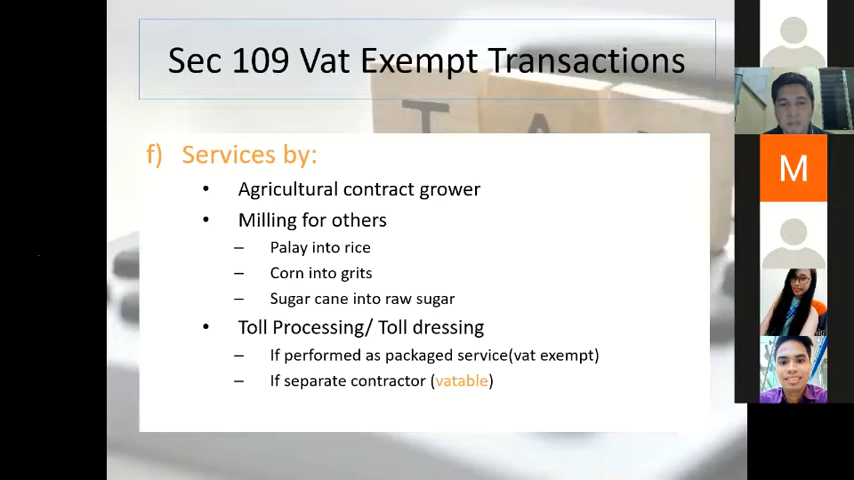 Sec 109 Vat Exempt Transactions
T A
f) Services by:
• Agricultural contract grower
• Milling for others
– Palay into rice
– Corn into grits
– Sugar cane into raw sugar
• Toll Processing/ Toll dressing
– If performed as packaged service(vat exempt)
– If separate contractor (vatable)
M